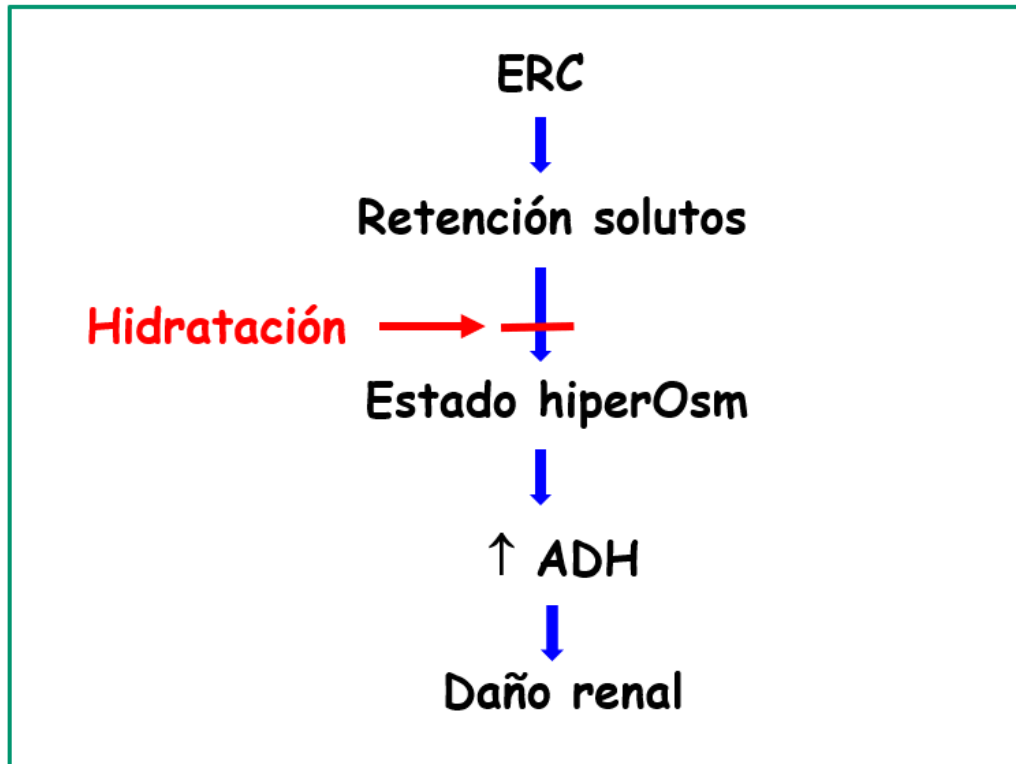 ERC
Retención solutos
Hidratación
Estado hiperOsm
↑ ADH
Daño renal